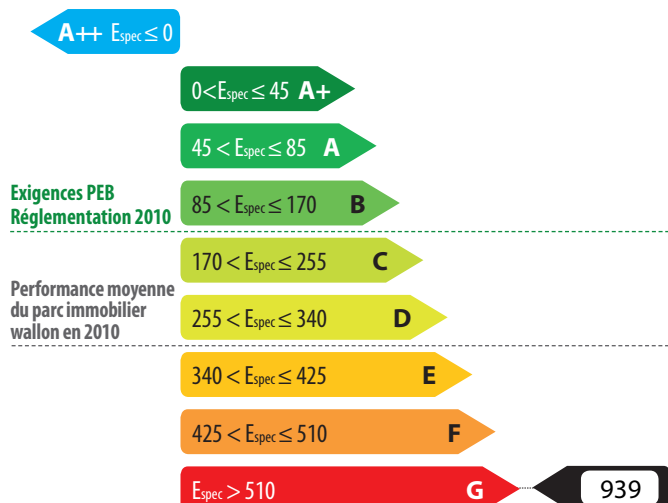 A++ Espec ≤ 0
0<Espec ≤ 45 A+
45 < Espec ≤ 85 A
Exigences PEB
Réglementation 2010
85 < Espec ≤ 170 B
170 < Espec ≤ 255 C
Performance moyenne
du parc immobilier
wallon en 2010
255 < Espec ≤ 340 D
340 < Espec ≤ 425 E
425 < Espec ≤ 510 F
Espec > 510 G 939